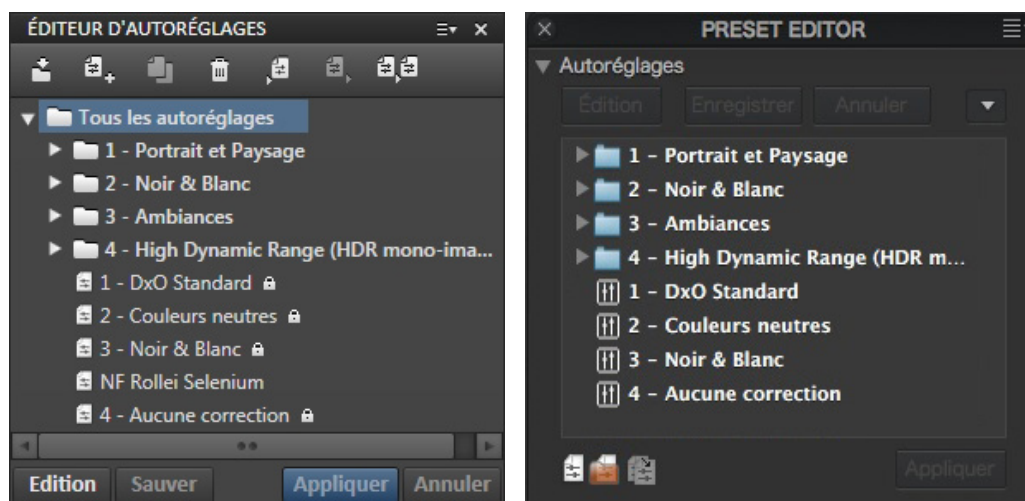 ÉDITEUR D'AUTORÉGLAGES
Tous les autoréglages
1 - Portrait et Paysage
2 - Noir & Blanc
3 - Ambiances
4 - High Dynamic Range (HDR mono-ima...
1 - DxO Standard
2 - Couleurs neutres
3 - Noir & Blanc
NF Rollei Selenium
4 - Aucune correction
Edition Sauver Appliquer Annuler
PRESET EDITOR
Autoréglages
Édition Enregistrer Annuler
1 – Portrait et Paysage
2 – Noir & Blanc
3 – Ambiances
4 – High Dynamic Range (HDR m...
1 – DxO Standard
2 – Couleurs neutres
3 – Noir & Blanc
4 – Aucune correction
Appliquer